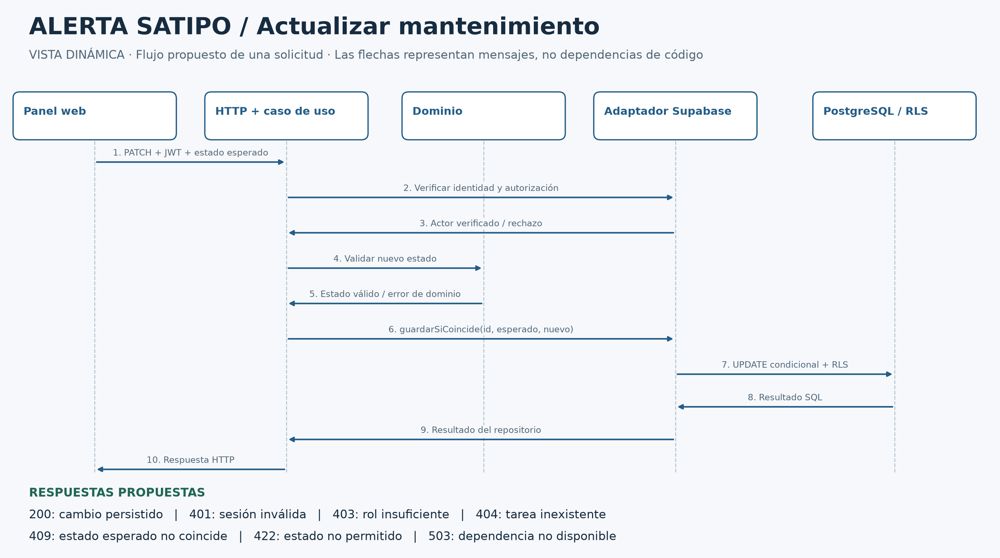 ALERTA SATIPO / Actualizar mantenimiento
VISTA DINÁMICA · Flujo propuesto de una solicitud · Las flechas representan mensajes, no dependencias de código
Panel web
HTTP + caso de uso
Dominio
Adaptador Supabase
PostgreSQL / RLS
1. PATCH + JWT + estado esperado
2. Verificar identidad y autorización
3. Actor verificado / rechazo
4. Validar nuevo estado
5. Estado válido / error de dominio
6. guardarSiCoincide(id, esperado, nuevo)
7. UPDATE condicional + RLS
8. Resultado SQL
9. Resultado del repositorio
10. Respuesta HTTP
RESPUESTAS PROPUESTAS
200: cambio persistido | 401: sesión inválida | 403: rol insuficiente | 404: tarea inexistente
409: estado esperado no coincide | 422: estado no permitido | 503: dependencia no disponible